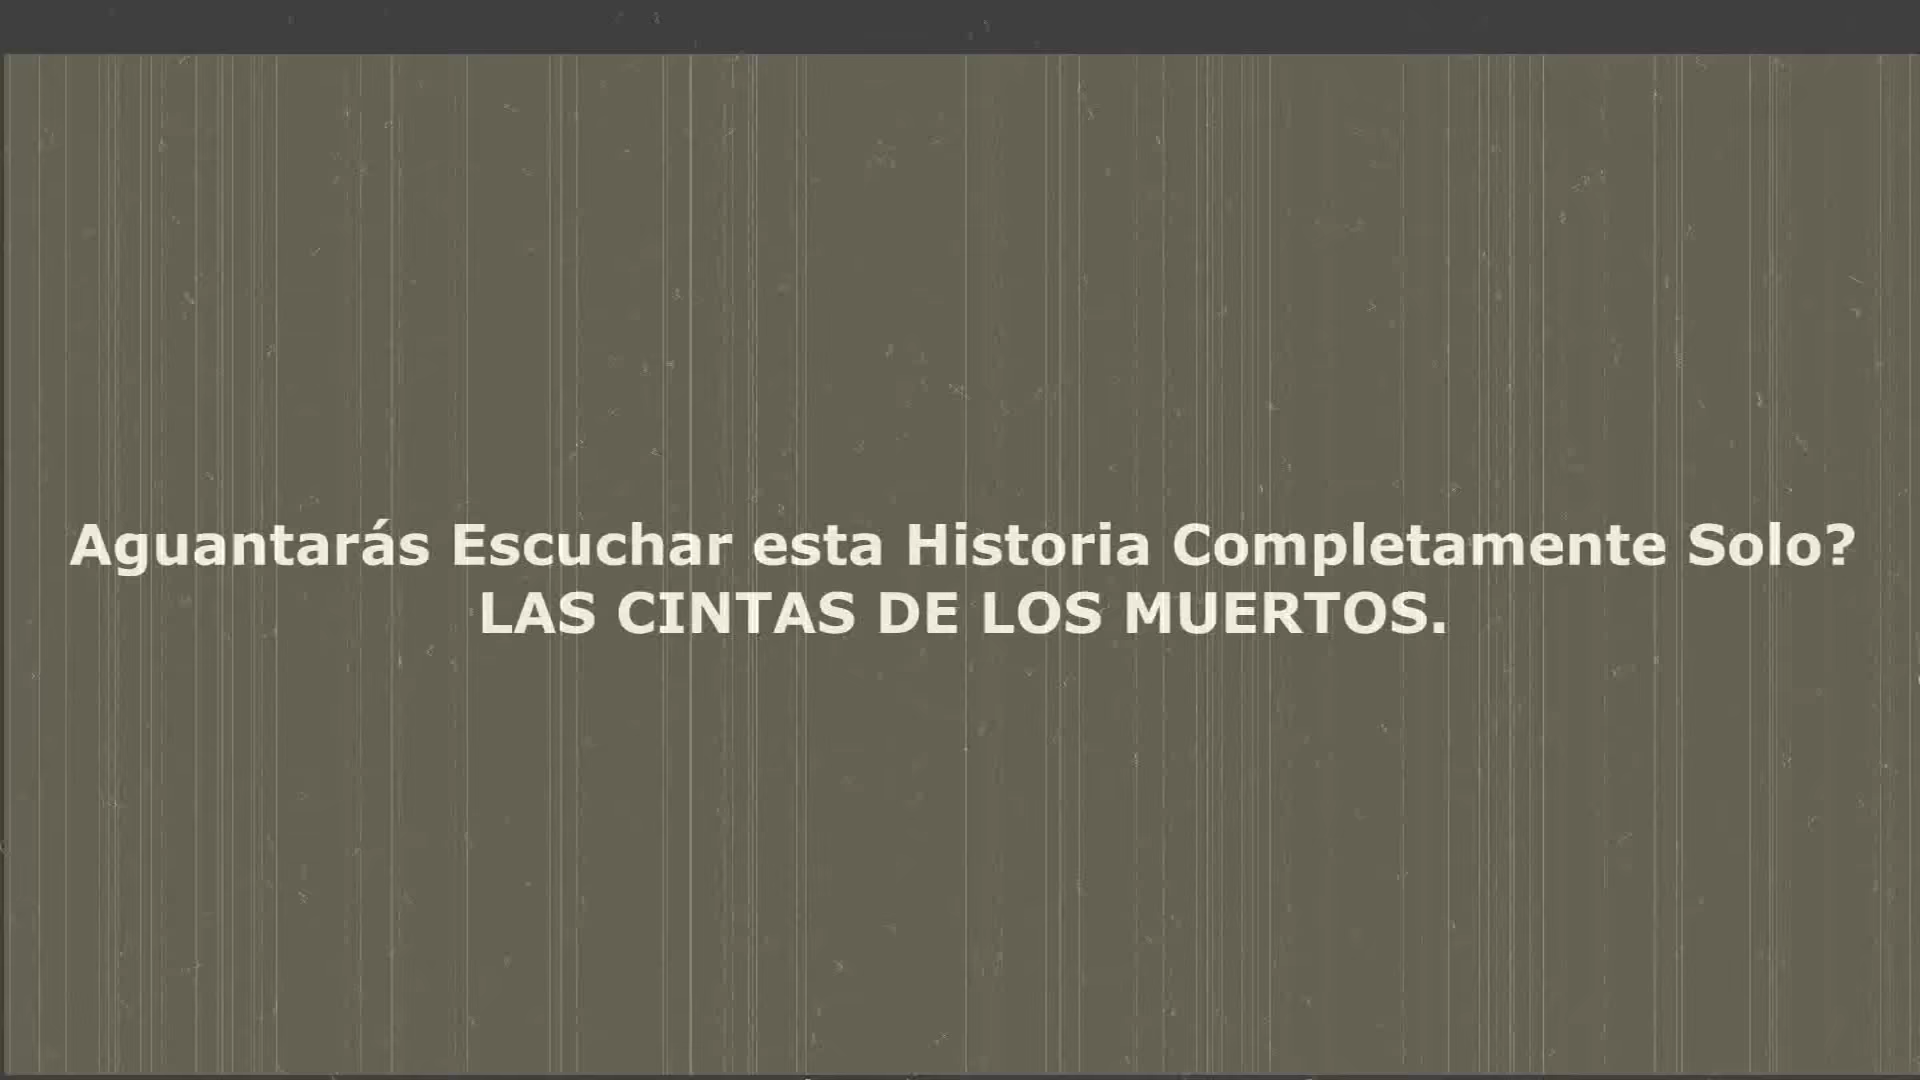 Aguantarás Escuchar esta Historia Completamente Solo?
LAS CINTAS DE LOS MUERTOS.